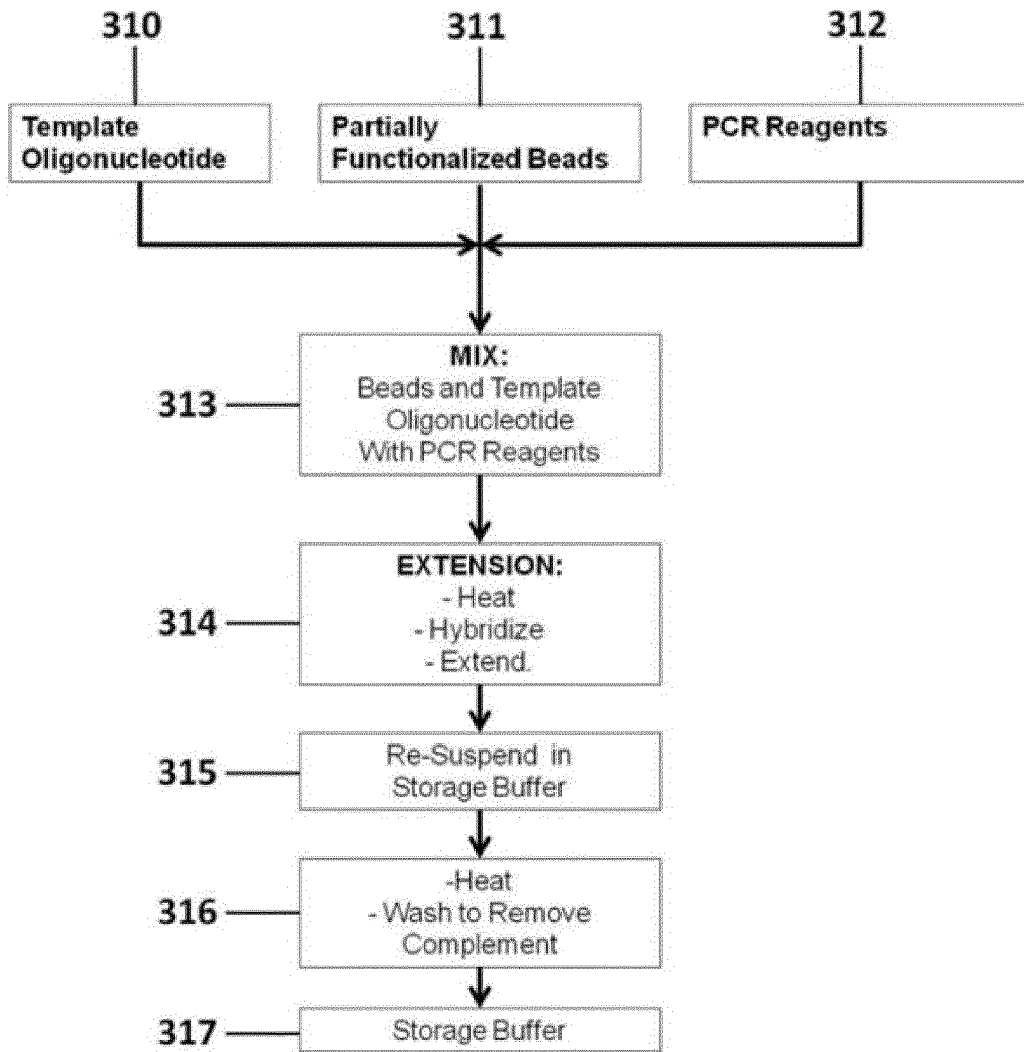 310
311
312
Template
Oligonucleotide
Partially
Functionalized Beads
PCR Reagents
313
MIX:
Beads and Template
Oligonucleotide
With PCR Reagents
314
EXTENSION:
- Heat
- Hybridize
- Extend.
315
Re-Suspend in
Storage Buffer
316
-Heat
- Wash to Remove
Complement
317
Storage Buffer